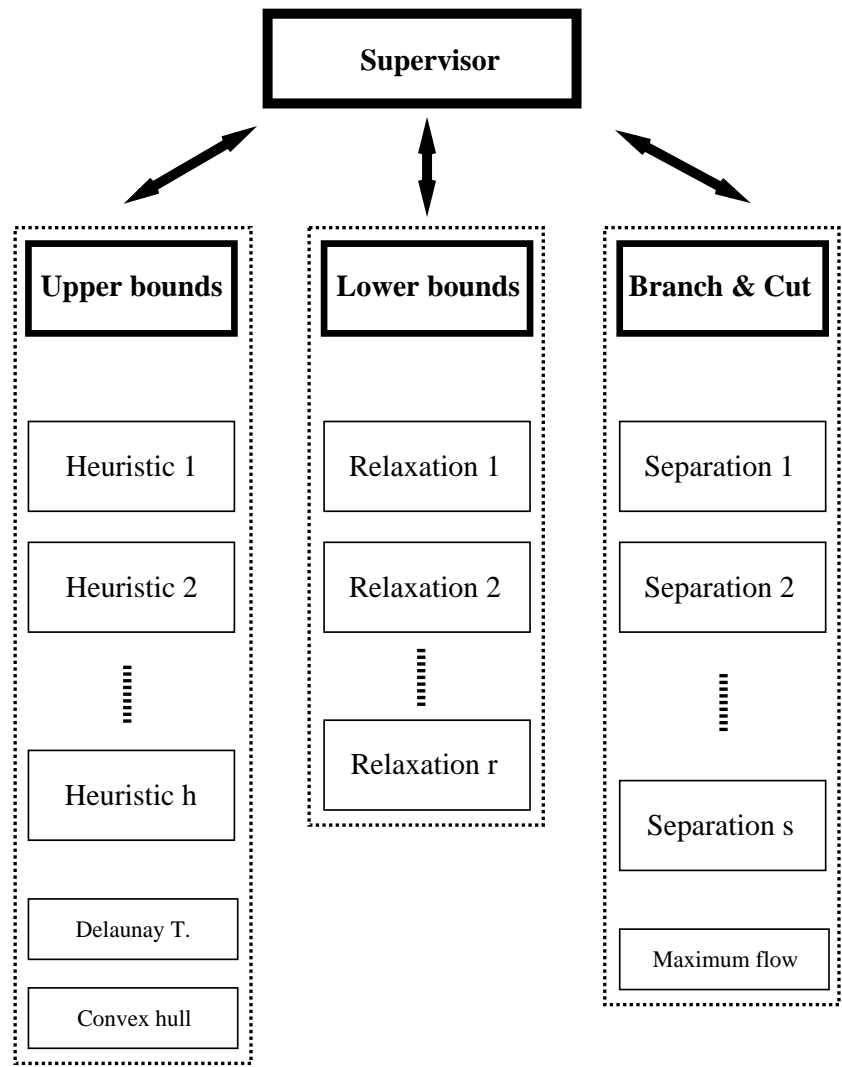 Supervisor
Upper bounds
Heuristic 1
Heuristic 2
Heuristic h
Delaunay T.
Convex hull
Lower bounds
Relaxation 1
Relaxation 2
Relaxation r
Branch & Cut
Separation 1
Separation 2
Separation s
Maximum flow